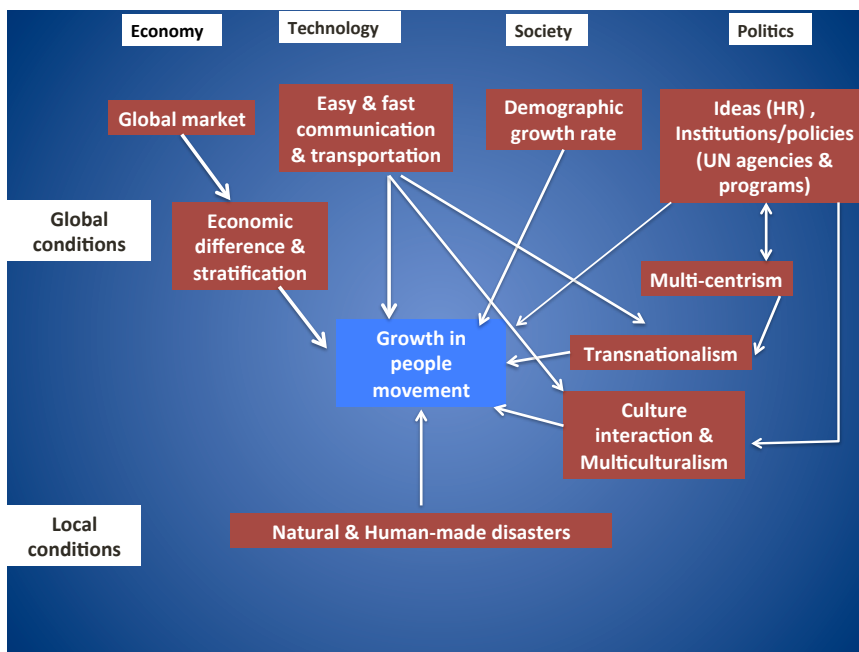 Economy
Technology
Society
Politics
Global market
Easy & fast
communication
& transportation
Demographic
growth rate
Ideas (HR) ,
Institutions/policies
(UN agencies &
programs)
Global
conditions
Economic
difference &
stratification
Multi-centrism
Growth in
people
movement
Transnationalism
Culture
interaction &
Multiculturalism
Local
conditions
Natural & Human-made disasters